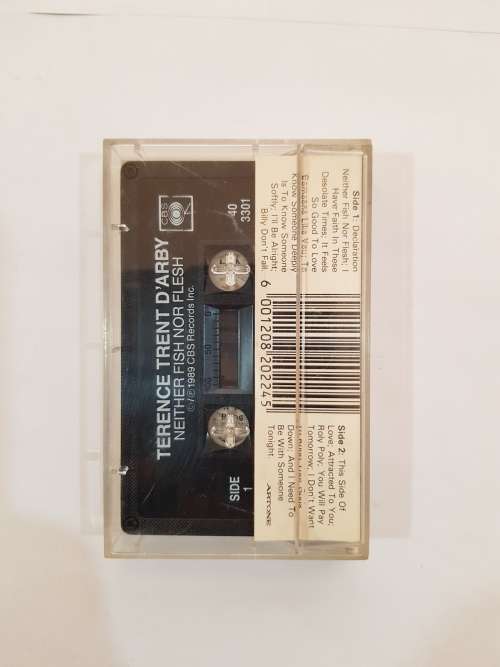 CBS
40
3301
TERENCE TRENT D'ARBY
NEITHER FISH NOR FLESH
©/℗1989 CBS Records Inc.
SIDE
1
Side 1: Declaration
Neither Fish Nor Flesh; I
Have Faith In These
Desolate Times; It Feels
So Good To Love
Someone Like You; To
Know Someone Deeply
Is To Know Someone
Softly; I'll Be Alright;
Billy Don't Fall.
6 001208 202245
Side 2: This Side Of
Love; Attracted To You;
Roly Poly; You Will Pay
Tomorrow; I Don't Want
Down; And I Need To
Be With Someone
Tonight.
ARTONE